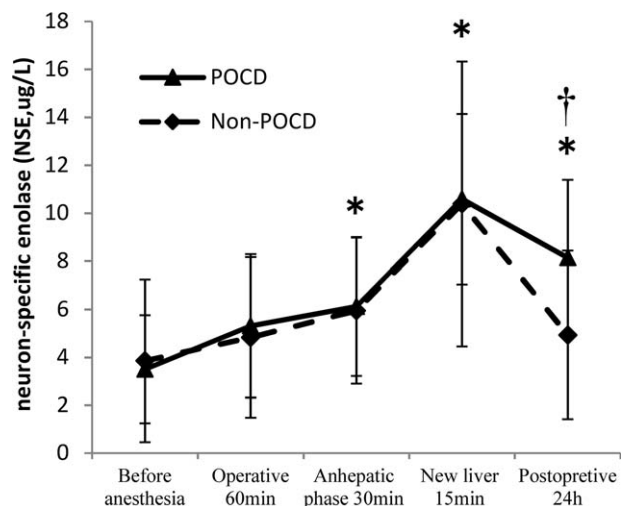 neuron-specific enolase (NSE,ug/L)
18
16
14
12
10
8
6
4
2
0
POCD
Non-POCD
*
*
†
*
Before
anesthesia
Operative
60min
Anhepatic
phase 30min
New liver
15min
Postopretive
24h